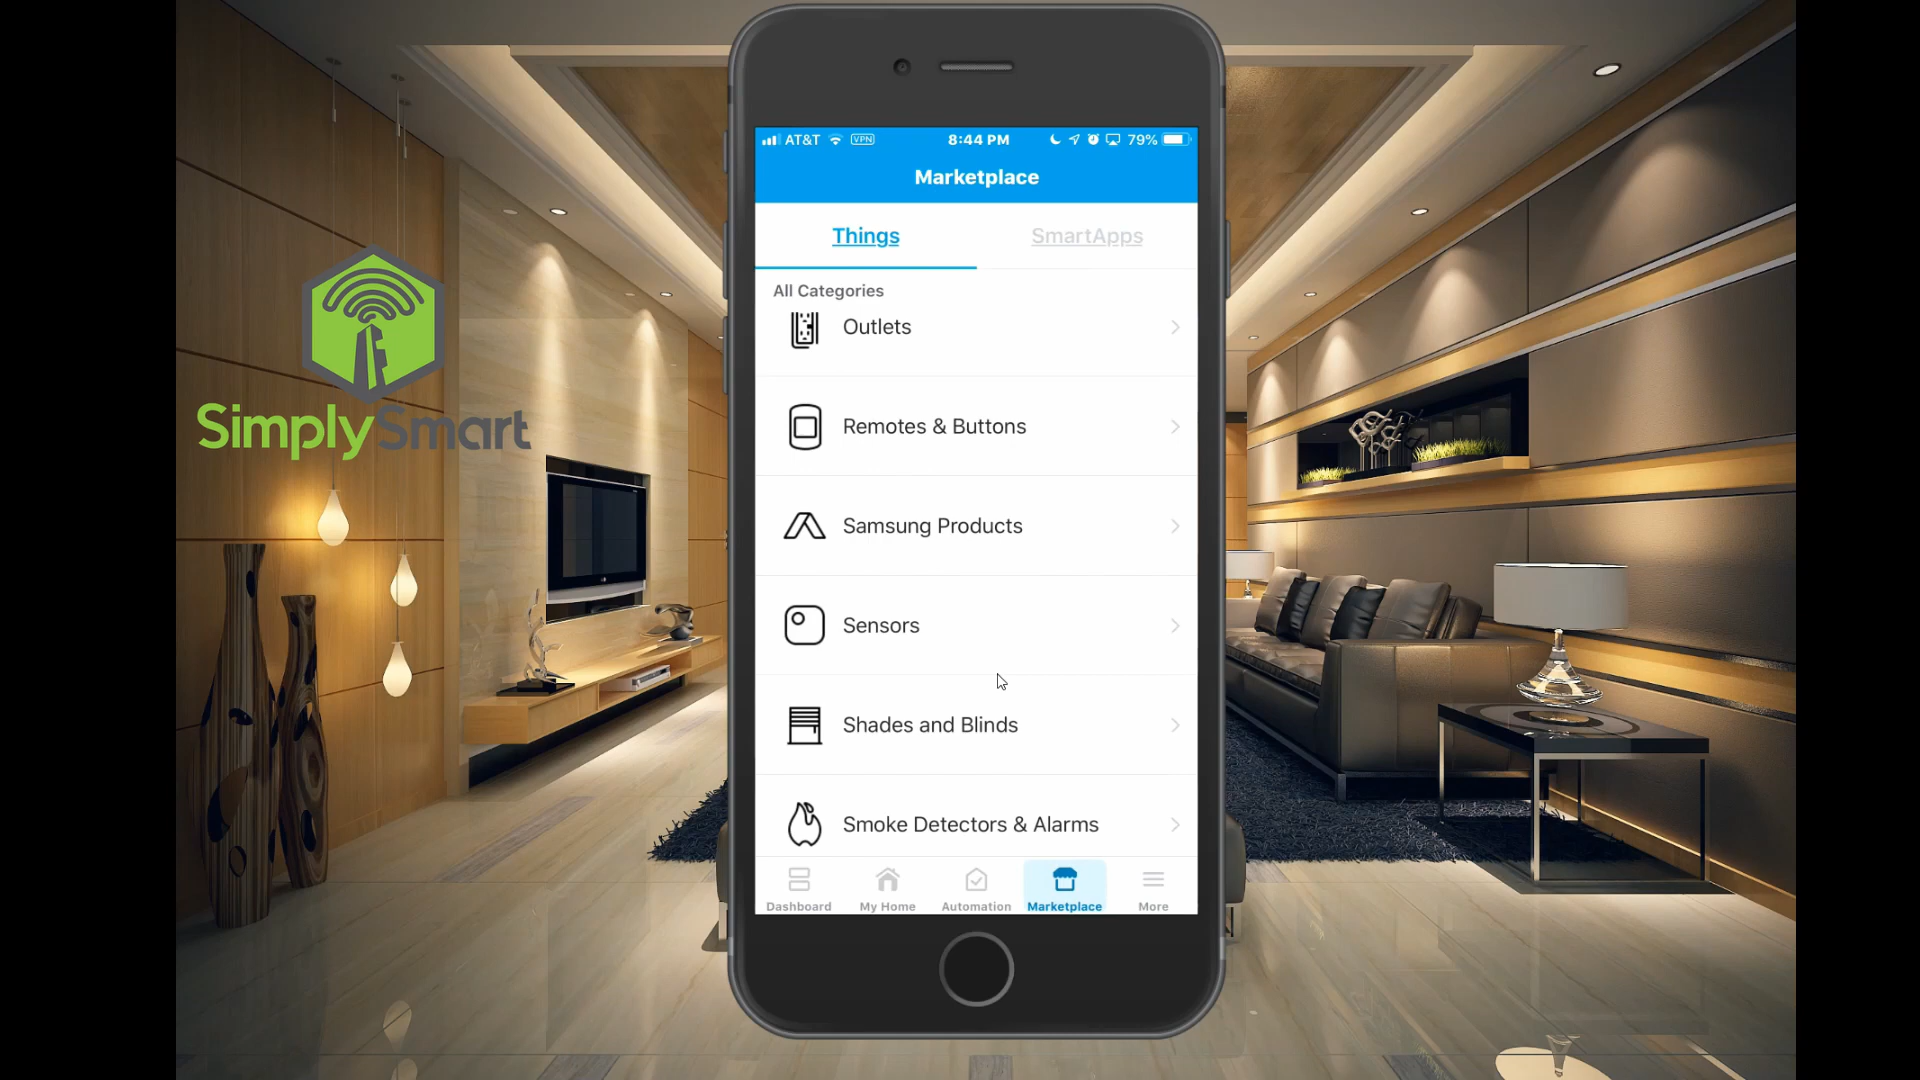 AT&T VPN 8:44 PM 79%
Marketplace
Things SmartApps
All Categories
Outlets
Remotes & Buttons
Samsung Products
Sensors
Shades and Blinds
Smoke Detectors & Alarms
Dashboard My Home Automation Marketplace More
SimplySmart